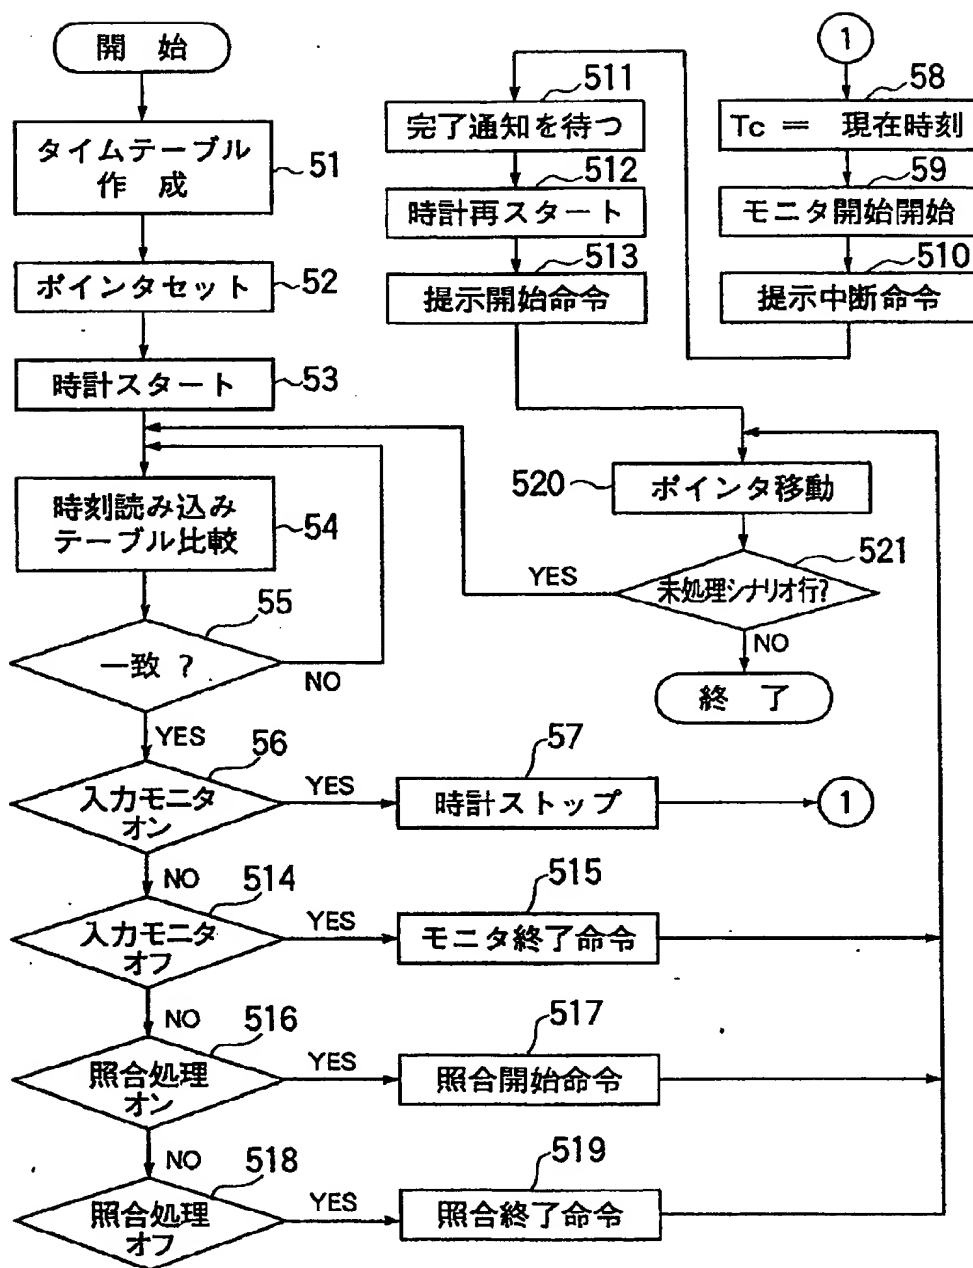 開 始
タイムテーブル
作 成
51
ポインタセット
52
時計スタート
53
時刻読み込み
テーブル比較
54
55
一致 ?
NO
YES
56
入力モニタ
オン
YES
57
時計ストップ
1
NO
514
入力モニタ
オフ
YES
515
モニタ終了命令
NO
516
照合処理
オン
YES
517
照合開始命令
NO
518
照合処理
オフ
YES
519
照合終了命令
1
58
Tc = 現在時刻
59
モニタ開始開始
510
提示中断命令
511
完了通知を待つ
512
時計再スタート
513
提示開始命令
520
ポインタ移動
521
未処理シナリオ行?
YES
NO
終 了